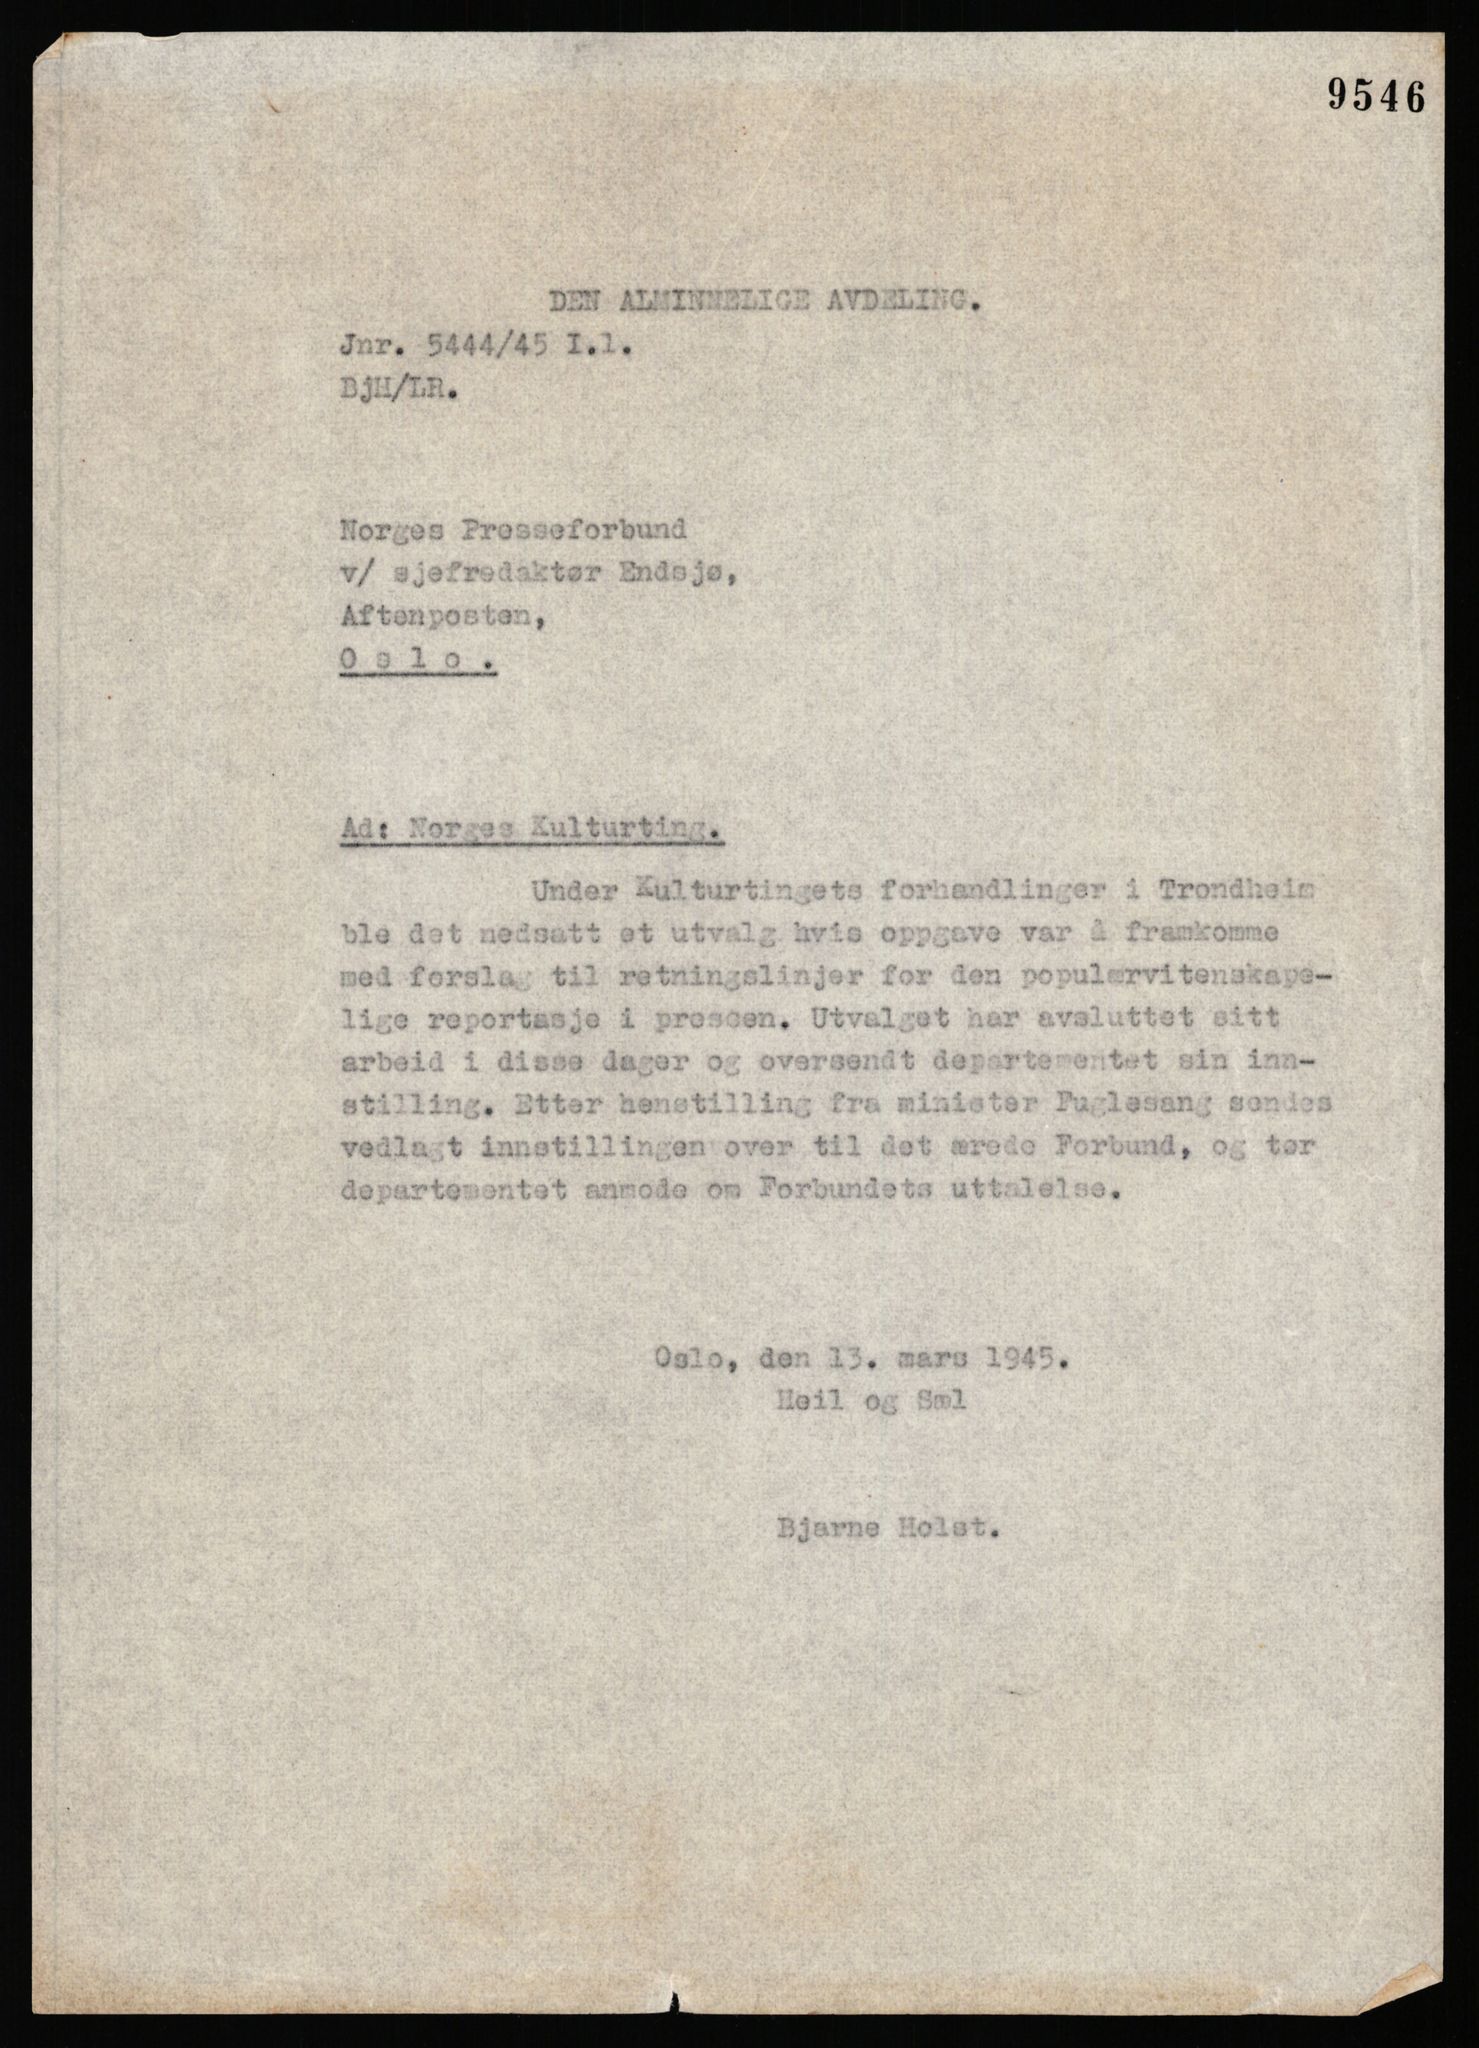 9546
DEN ALMINNELIGE AVDELING.
Jnr. 5444/45 I.1.
BjH/LR.
Norges Presseforbund
v/ sjefredaktør Endsjø,
Aftenposten,
O s l o .
Ad: Norges Kulturting.
Under Kulturtingets forhandlinger i Trondheim
ble det nedsatt et utvalg hvis oppgave var å framkomme
med forslag til retningslinjer for den populærvitenskape-
lige reportasje i pressen. Utvalget har avsluttet sitt
arbeid i disse dager og oversendt departementet sin inn-
stilling. Etter henstilling fra minister Fuglesang sendes
vedlagt innstillingen over til det ærede Forbund, og tør
departementet anmode om Forbundets uttalelse.
Oslo, den 13. mars 1945.
Heil og Sæl
Bjarne Holst.